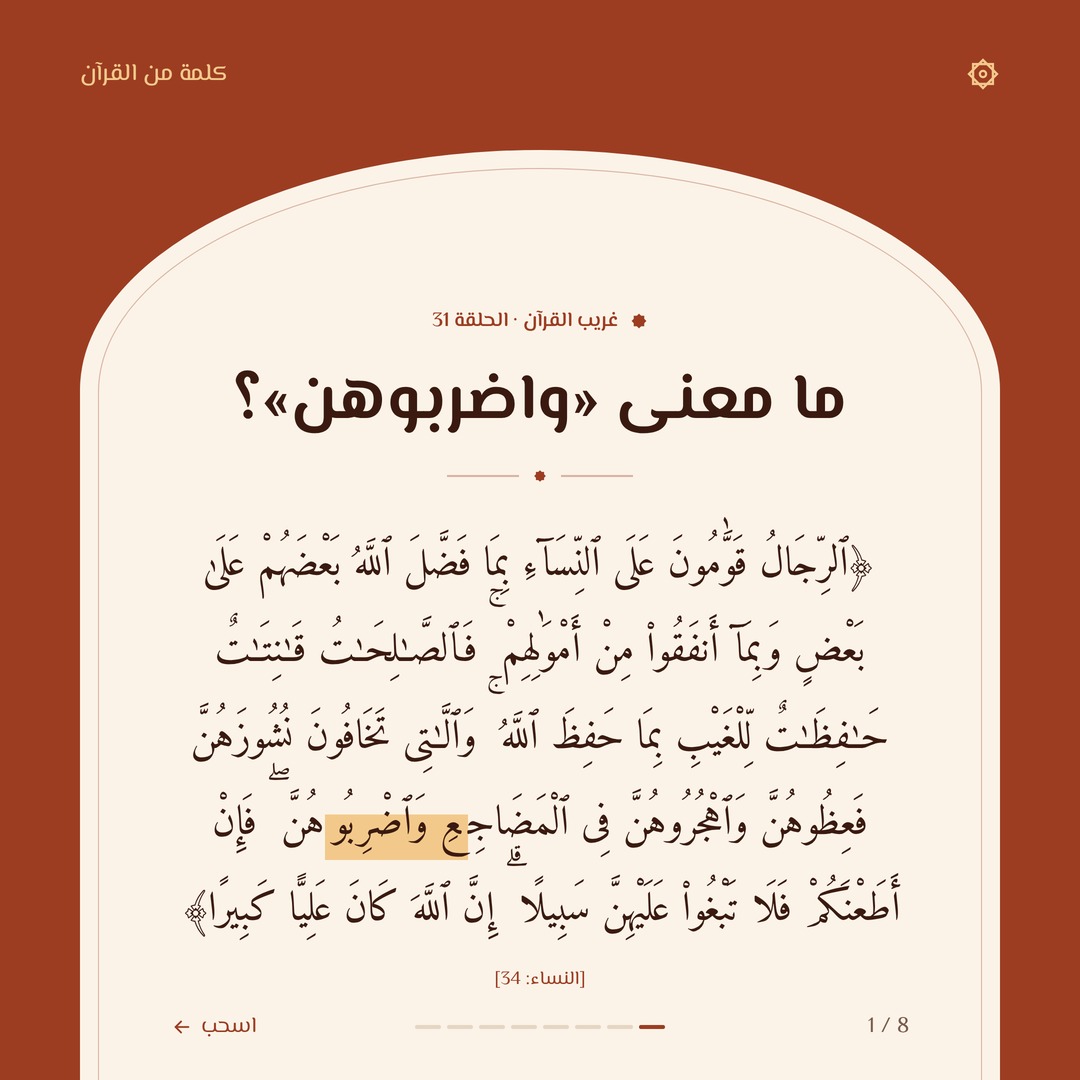 كلمة من القرآن
غريب القرآن · الحلقة 31
ما معنى «واضربوهن»؟
﴿ٱلرِّجَالُ قَوَّٰمُونَ عَلَى ٱلنِّسَآءِ بِمَا فَضَّلَ ٱللَّهُ بَعْضَهُمْ عَلَىٰ
بَعْضٍ وَبِمَآ أَنفَقُوا۟ مِنْ أَمْوَٰلِهِمْ ۚ فَٱلصَّـٰلِحَـٰتُ قَـٰنِتَـٰتٌ
حَـٰفِظَـٰتٌ لِّلْغَيْبِ بِمَا حَفِظَ ٱللَّهُ ۚ وَٱلَّـٰتِى تَخَافُونَ نُشُوزَهُنَّ
فَعِظُوهُنَّ وَٱهْجُرُوهُنَّ فِى ٱلْمَضَاجِعِ وَٱضْرِبُوهُنَّ ۖ فَإِنْ
أَطَعْنَكُمْ فَلَا تَبْغُوا۟ عَلَيْهِنَّ سَبِيلًا ۗ إِنَّ ٱللَّهَ كَانَ عَلِيًّا كَبِيرًا﴾
[النساء: 34]
1 / 8
اسحب ←